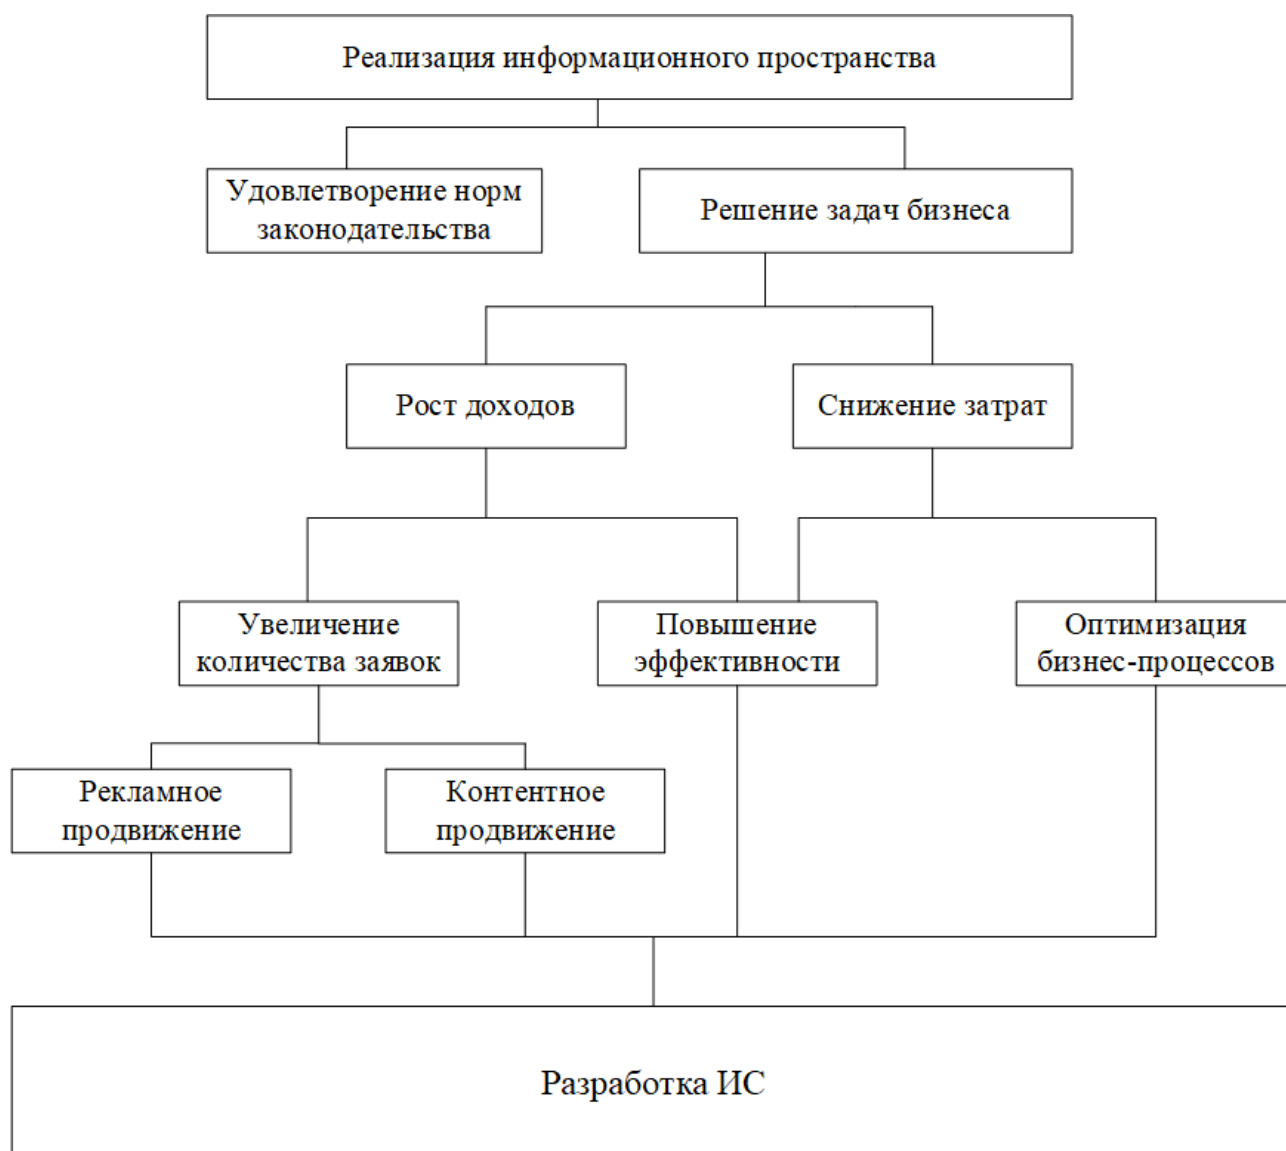 Реализация информационного пространства
Удовлетворение норм
законодательства
Решение задач бизнеса
Рост доходов
Снижение затрат
Увеличение
количества заявок
Повышение
эффективности
Оптимизация
бизнес-процессов
Рекламное
продвижение
Контентное
продвижение
Разработка ИС